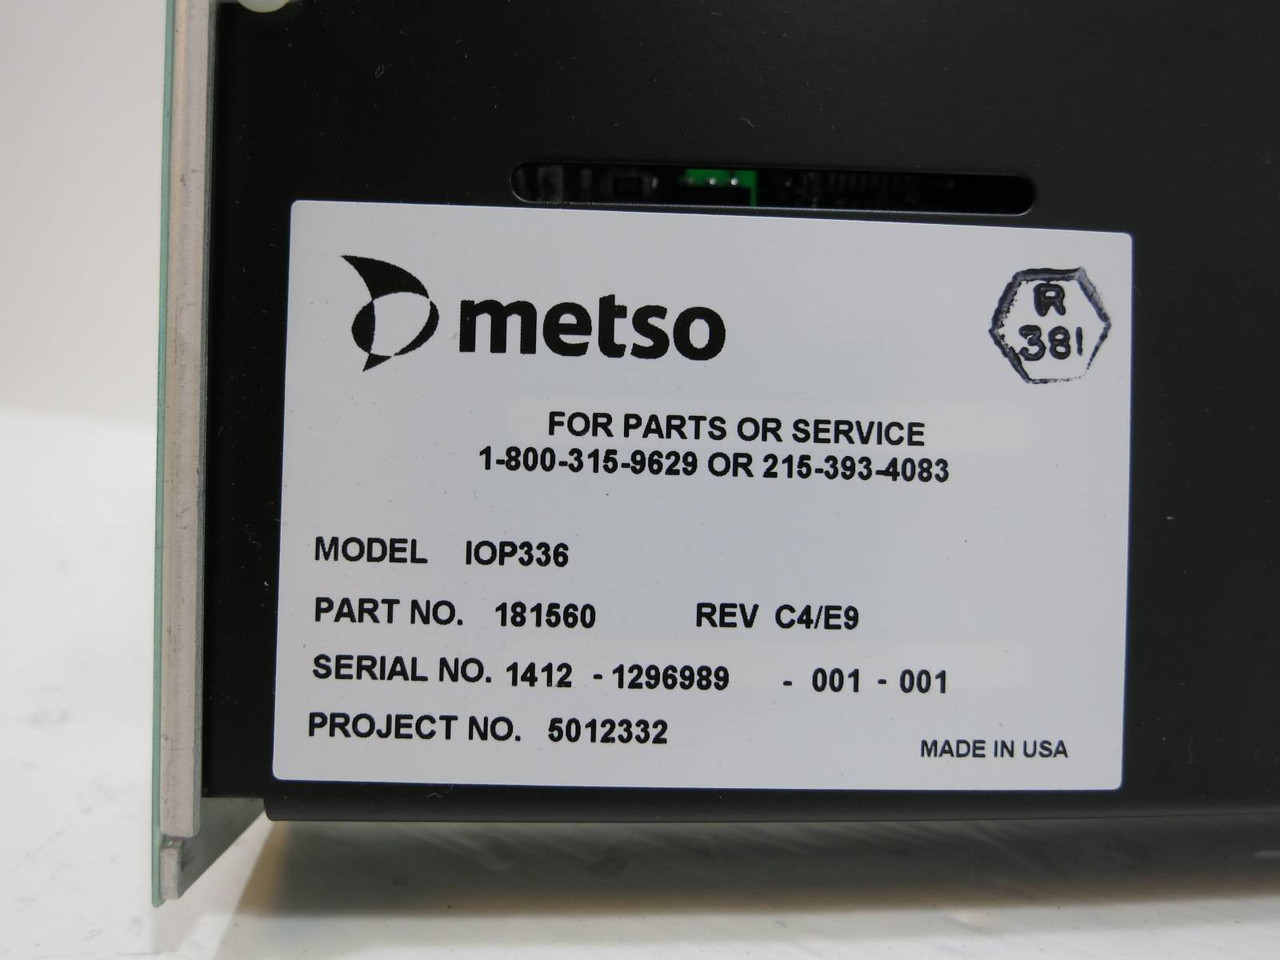 metso
R
381
FOR PARTS OR SERVICE
1-800-315-9629 OR 215-393-4083
MODEL IOP336
PART NO. 181560 REV C4/E9
SERIAL NO. 1412 - 1296989 - 001 - 001
PROJECT NO. 5012332
MADE IN USA